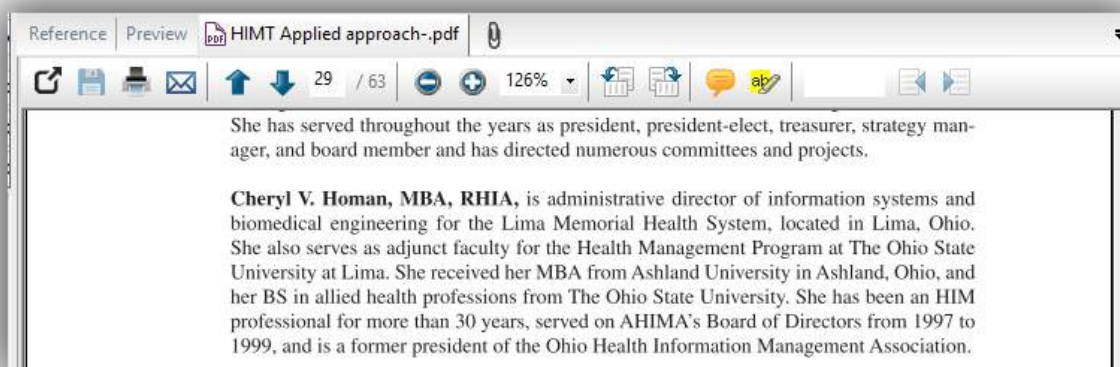 Reference Preview HIMT Applied approach-.pdf
29 / 63 126%
She has served throughout the years as president, president-elect, treasurer, strategy man-
ager, and board member and has directed numerous committees and projects.
Cheryl V. Homan, MBA, RHIA, is administrative director of information systems and
biomedical engineering for the Lima Memorial Health System, located in Lima, Ohio.
She also serves as adjunct faculty for the Health Management Program at The Ohio State
University at Lima. She received her MBA from Ashland University in Ashland, Ohio, and
her BS in allied health professions from The Ohio State University. She has been an HIM
professional for more than 30 years, served on AHIMA's Board of Directors from 1997 to
1999, and is a former president of the Ohio Health Information Management Association.